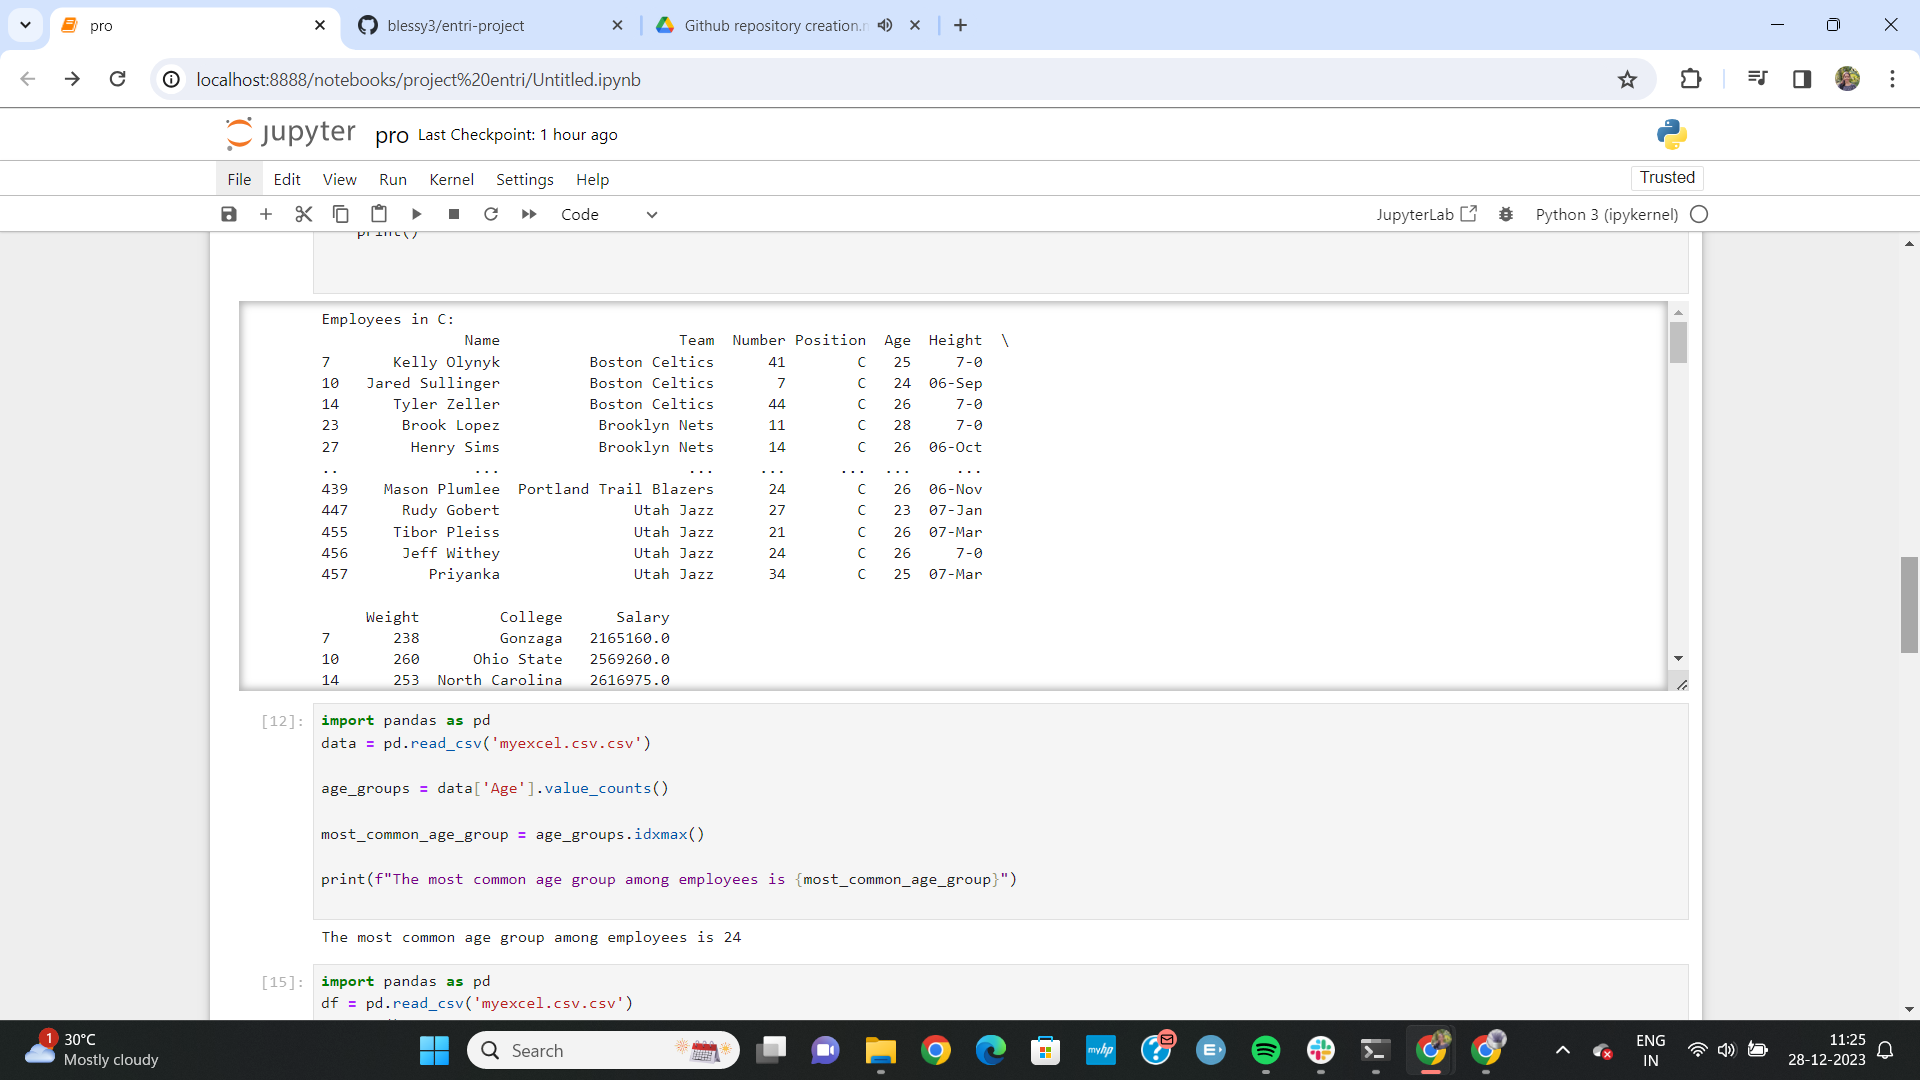 pro
blessy3/entri-project
Github repository creation.
localhost:8888/notebooks/project%20entri/Untitled.ipynb
jupyter pro Last Checkpoint: 1 hour ago
File Edit View Run Kernel Settings Help
Trusted
Code
JupyterLab
Python 3 (ipykernel)
print()
Employees in C:
                Name                    Team  Number Position  Age  Height  \
7       Kelly Olynyk          Boston Celtics      41        C   25     7-0
10   Jared Sullinger          Boston Celtics       7        C   24  06-Sep
14      Tyler Zeller          Boston Celtics      44        C   26     7-0
23       Brook Lopez           Brooklyn Nets      11        C   28     7-0
27        Henry Sims           Brooklyn Nets      14        C   26  06-Oct
..               ...                     ...     ...      ...  ...     ...
439    Mason Plumlee  Portland Trail Blazers      24        C   26  06-Nov
447      Rudy Gobert               Utah Jazz      27        C   23  07-Jan
455     Tibor Pleiss               Utah Jazz      21        C   26  07-Mar
456      Jeff Withey               Utah Jazz      24        C   26     7-0
457         Priyanka               Utah Jazz      34        C   25  07-Mar
     Weight         College      Salary
7       238         Gonzaga   2165160.0
10      260      Ohio State   2569260.0
14      253  North Carolina   2616975.0
[12]:
import pandas as pd
data = pd.read_csv('myexcel.csv.csv')
age_groups = data['Age'].value_counts()
most_common_age_group = age_groups.idxmax()
print(f"The most common age group among employees is {most_common_age_group}")
The most common age group among employees is 24
[15]:
import pandas as pd
df = pd.read_csv('myexcel.csv.csv')
1
30°C
Mostly cloudy
Search
myhp
ENG
IN
11:25
28-12-2023